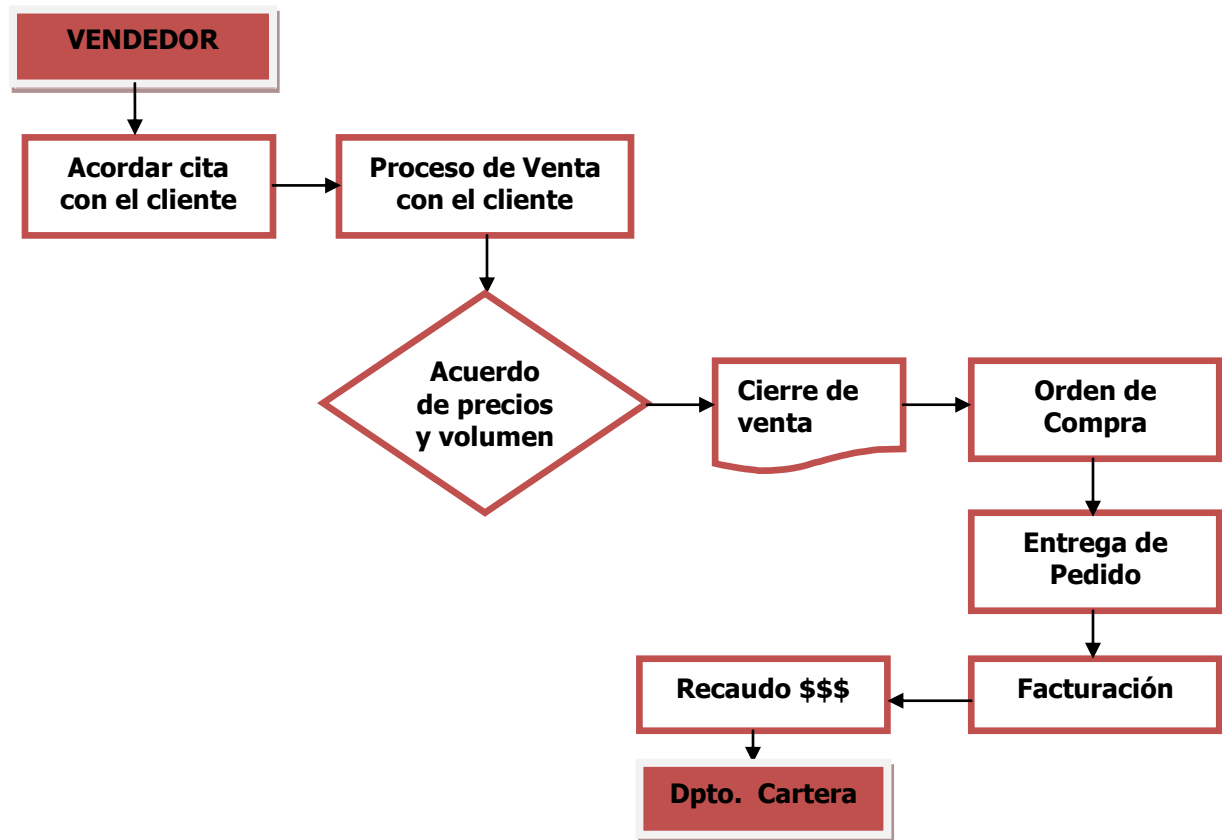 VENDEDOR
Acordar cita
con el cliente
Proceso de Venta
con el cliente
Acuerdo
de precios
y volumen
Cierre de
venta
Orden de
Compra
Entrega de
Pedido
Facturación
Recaudo $$$
Dpto. Cartera